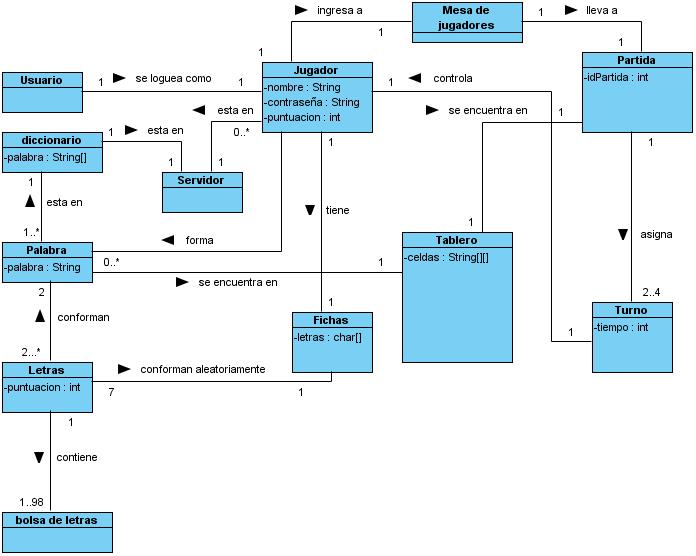 ingresa a
Mesa de
jugadores
lleva a
1
1
1
1
Usuario
se loguea como
1
1
Jugador
-nombre : String
-contraseña : String
-puntuacion : int
1
controla
Partida
-idPartida : int
esta en
0..*
se encuentra en
1
diccionario
-palabra : String[]
1
esta en
1
1
Servidor
1
1
1
esta en
1..*
tiene
asigna
Palabra
-palabra : String
forma
0..*
se encuentra en
1
1
Tablero
-celdas : String[][]
2
conforman
2...*
1
Fichas
-letras : char[]
2..4
Turno
-tiempo : int
1
Letras
-puntuacion : int
conforman aleatoriamente
7
1
1
contiene
1..98
bolsa de letras